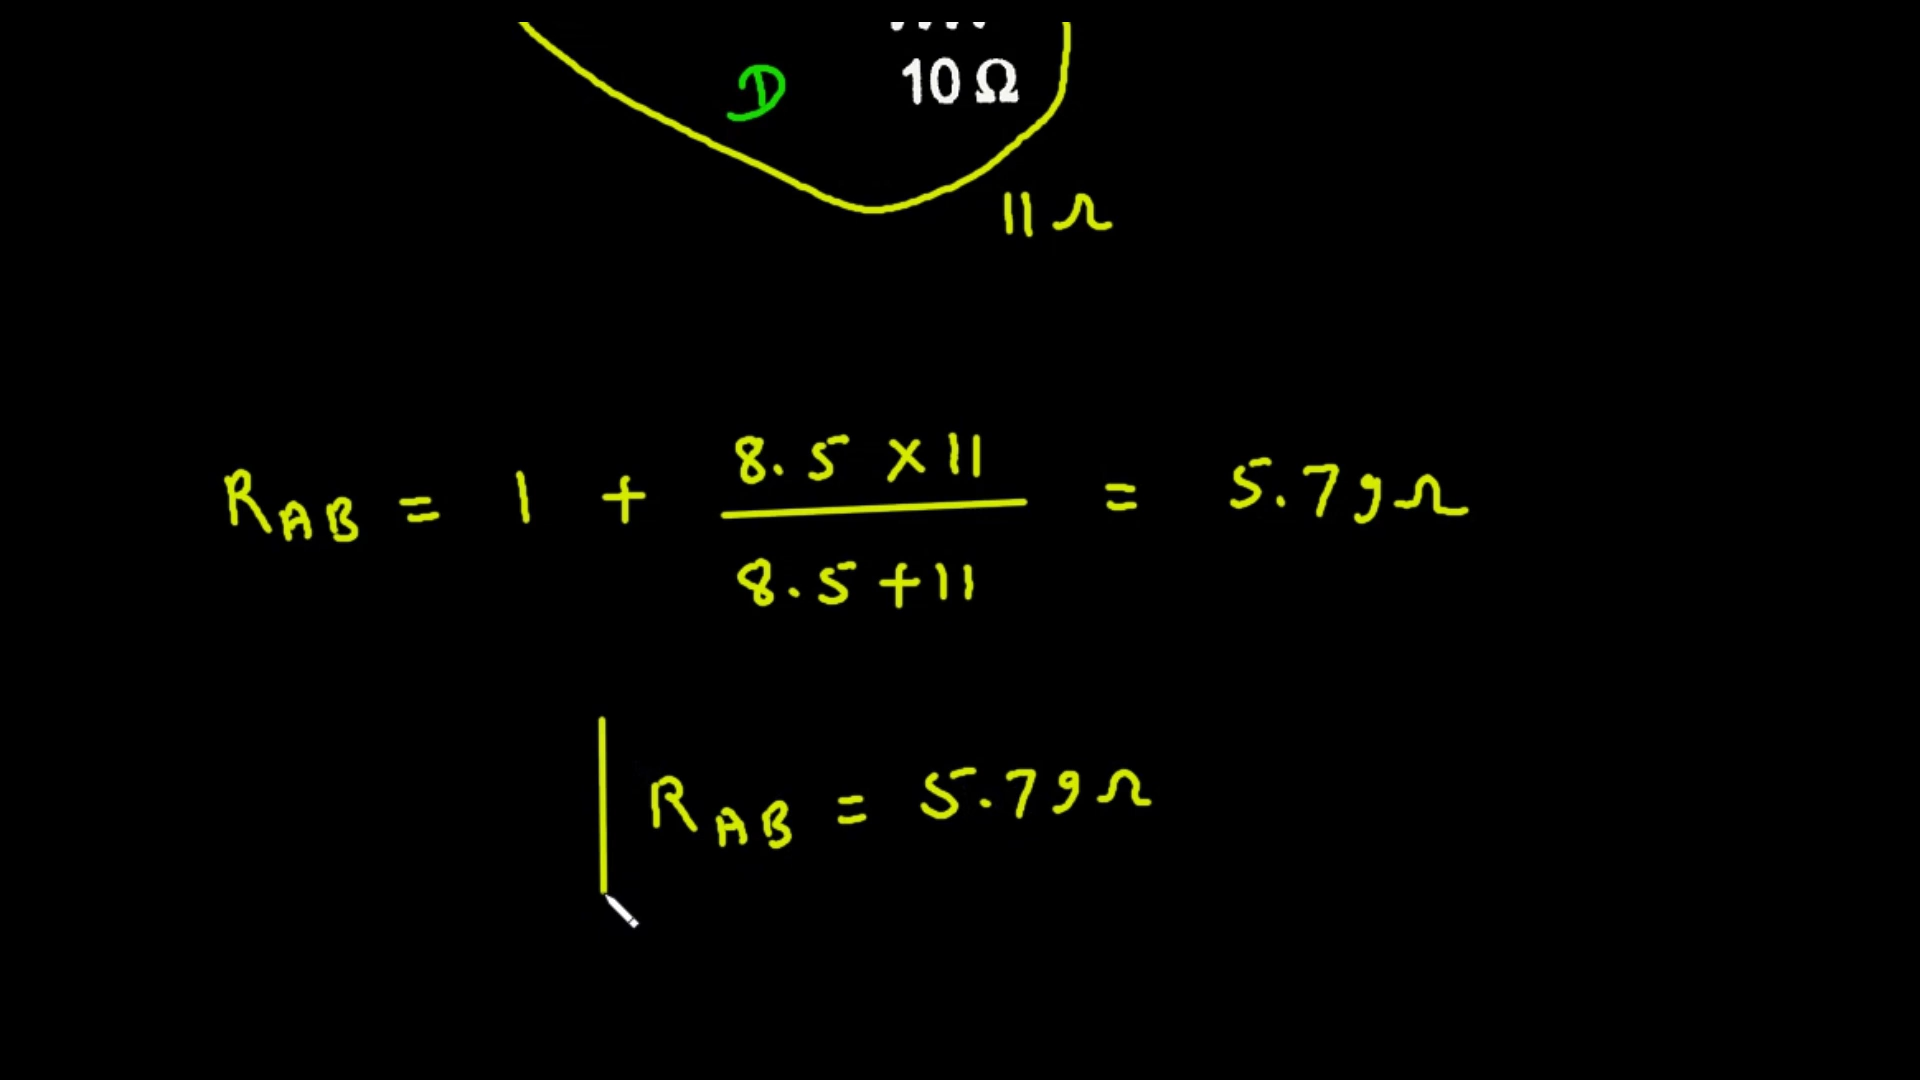 D 10 Ω
11 Ω
R_AB = 1 + (8.5 × 11) / (8.5 + 11) = 5.79 Ω
R_AB = 5.79 Ω